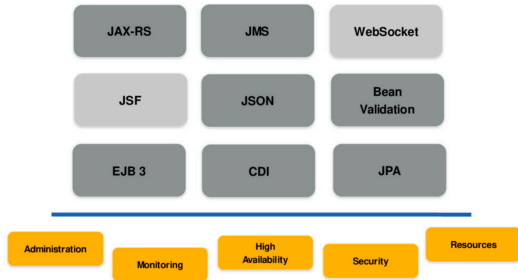 JAX-RS
JMS
WebSocket
JSF
JSON
Bean
Validation
EJB 3
CDI
JPA
Administration
Monitoring
High
Availability
Security
Resources